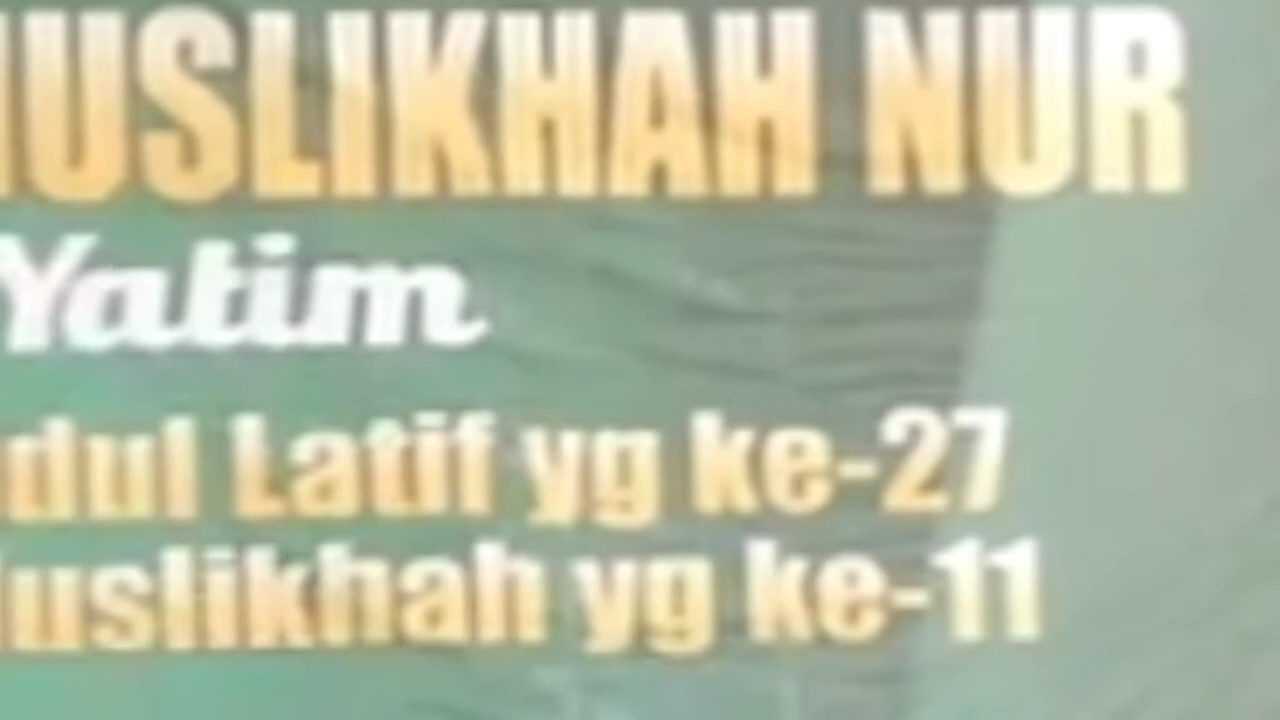 USLIKHAH NUR
Yatim
dul Latif yg ke-27
uslikhah yg ke-11